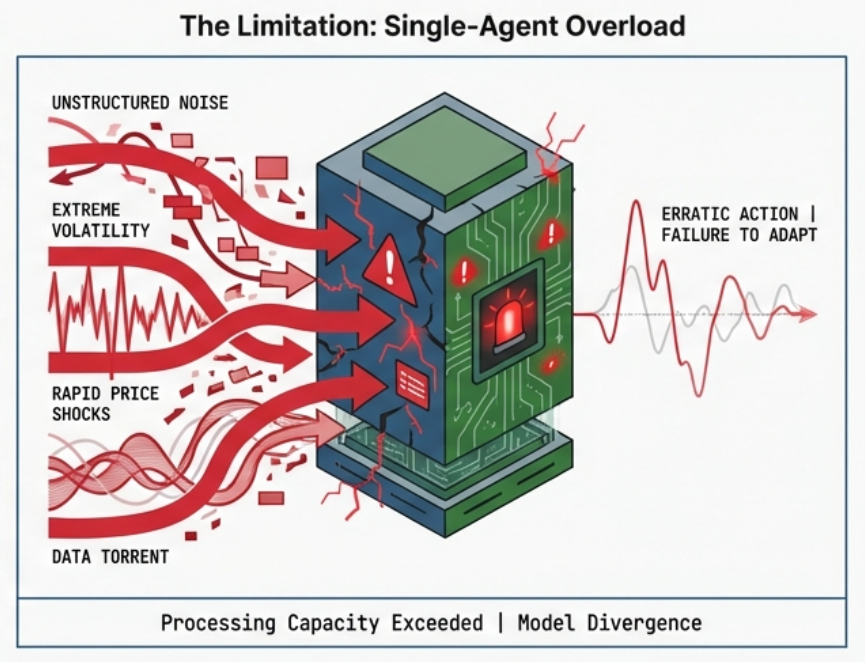 The Limitation: Single-Agent Overload
UNSTRUCTURED NOISE
EXTREME
VOLATILITY
RAPID PRICE
SHOCKS
DATA TORRENT
ERRATIC ACTION |
FAILURE TO ADAPT
Processing Capacity Exceeded | Model Divergence